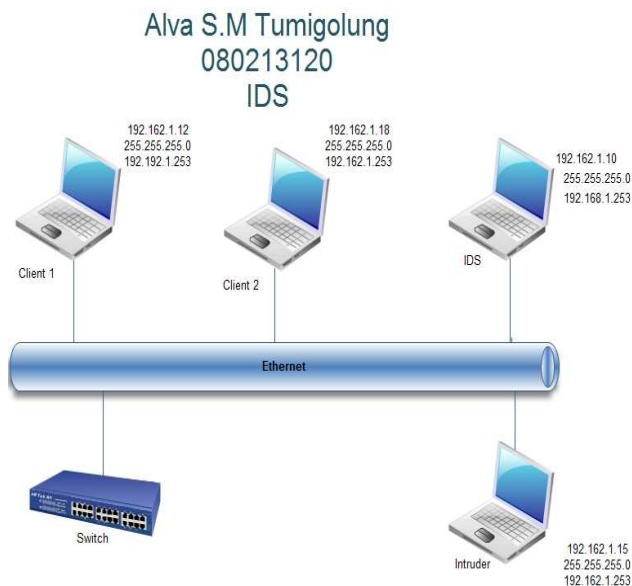 Alva S.M Tumigolung
080213120
IDS
192.162.1.12
255.255.255.0
192.192.1.253
Client 1
192.162.1.18
255.255.255.0
192.162.1.253
Client 2
192.162.1.10
255.255.255.0
192.168.1.253
IDS
Ethernet
Switch
Intruder
192.162.1.15
255.255.255.0
192.162.1.253